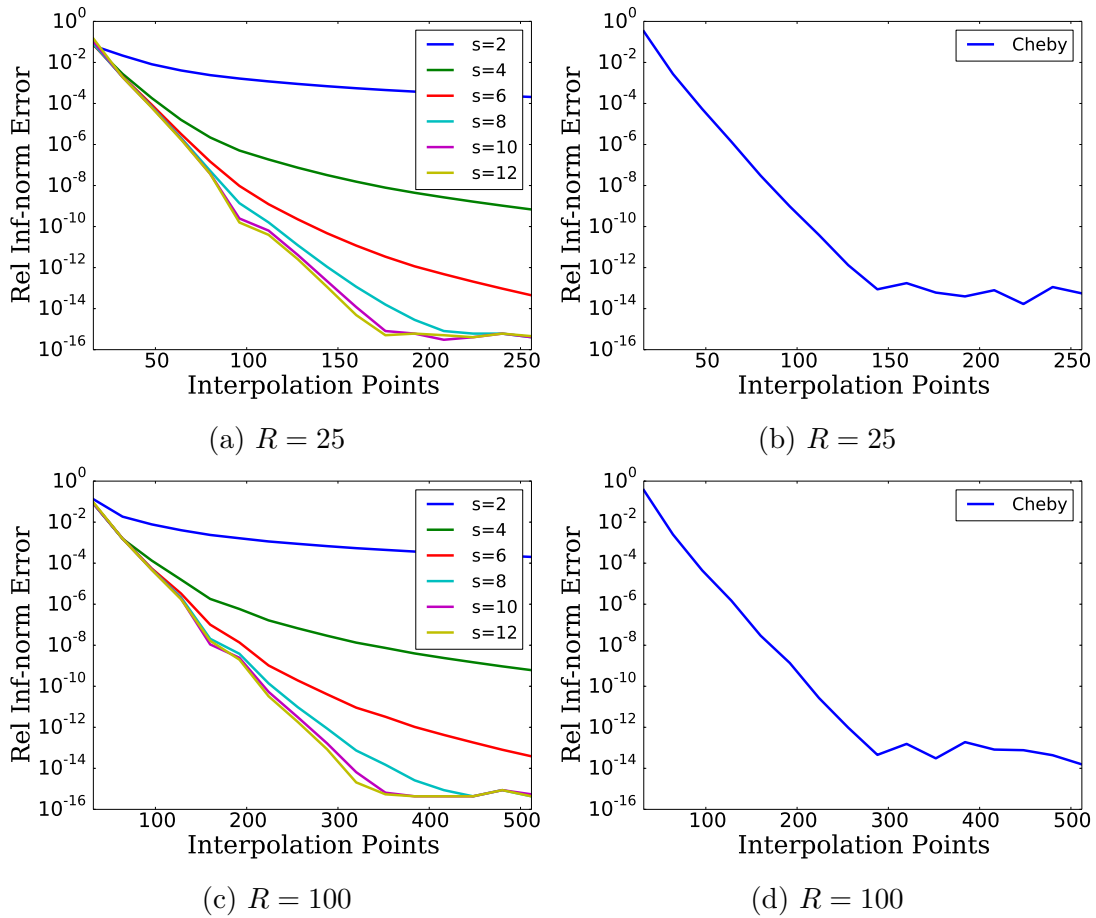 10^0
10^-2
10^-4
10^-6
10^-8
10^-10
10^-12
10^-14
10^-16
Rel Inf-norm Error
50
100
150
200
250
Interpolation Points
s=2
s=4
s=6
s=8
s=10
s=12
(a) R = 25
10^0
10^-2
10^-4
10^-6
10^-8
10^-10
10^-12
10^-14
10^-16
Rel Inf-norm Error
50
100
150
200
250
Interpolation Points
Cheby
(b) R = 25
10^0
10^-2
10^-4
10^-6
10^-8
10^-10
10^-12
10^-14
10^-16
Rel Inf-norm Error
100
200
300
400
500
Interpolation Points
s=2
s=4
s=6
s=8
s=10
s=12
(c) R = 100
10^0
10^-2
10^-4
10^-6
10^-8
10^-10
10^-12
10^-14
10^-16
Rel Inf-norm Error
100
200
300
400
500
Interpolation Points
Cheby
(d) R = 100